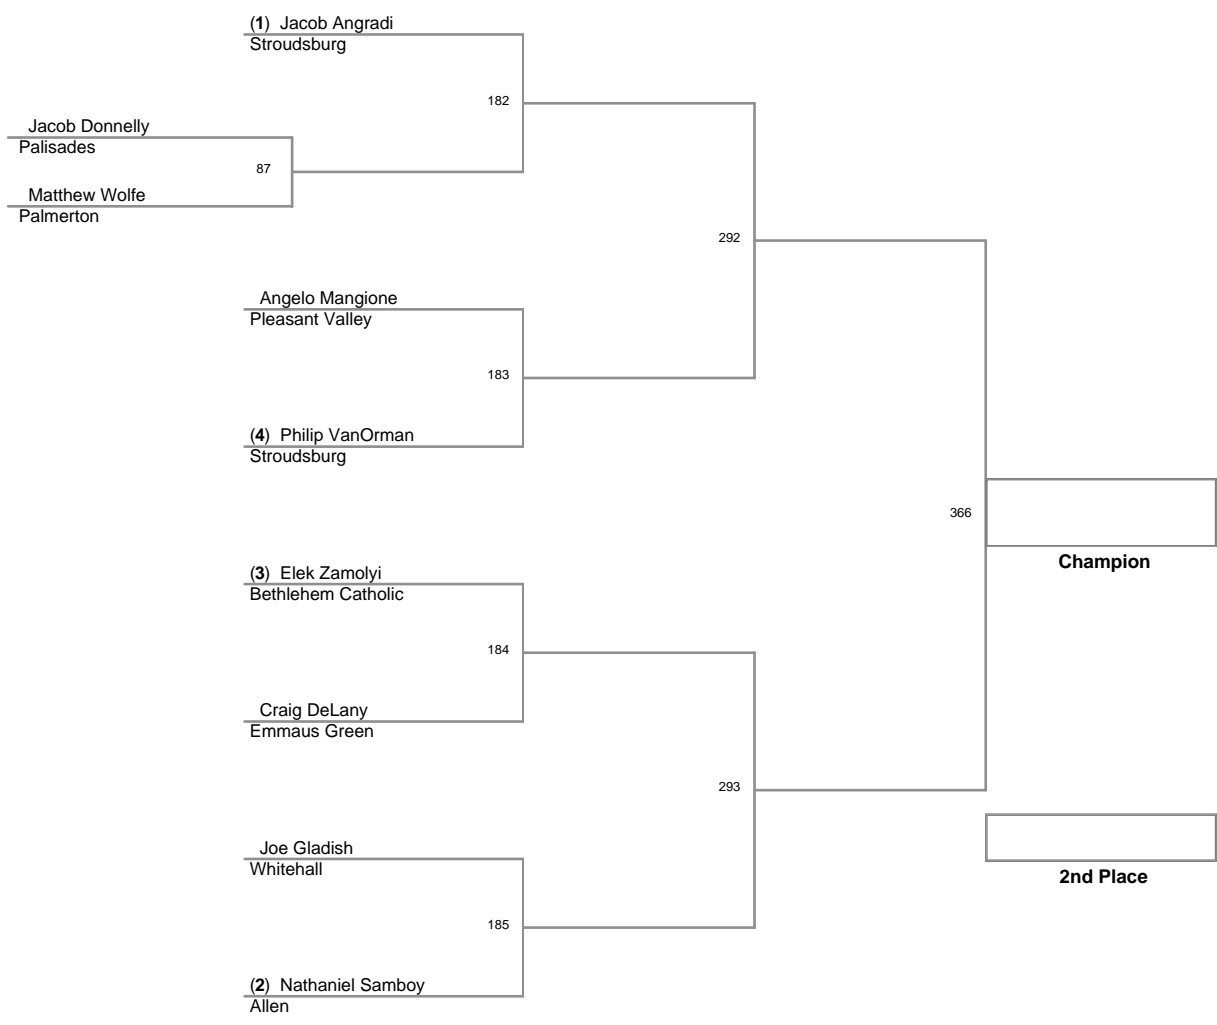 (1) Jacob Angradi
Stroudsburg
182
Jacob Donnelly
Palisades
87
Matthew Wolfe
Palmerton
292
Angelo Mangione
Pleasant Valley
183
(4) Philip VanOrman
Stroudsburg
366
Champion
(3) Elek Zamolyi
Bethlehem Catholic
184
Craig DeLany
Emmaus Green
293
Joe Gladish
Whitehall
2nd Place
185
(2) Nathaniel Samboy
Allen